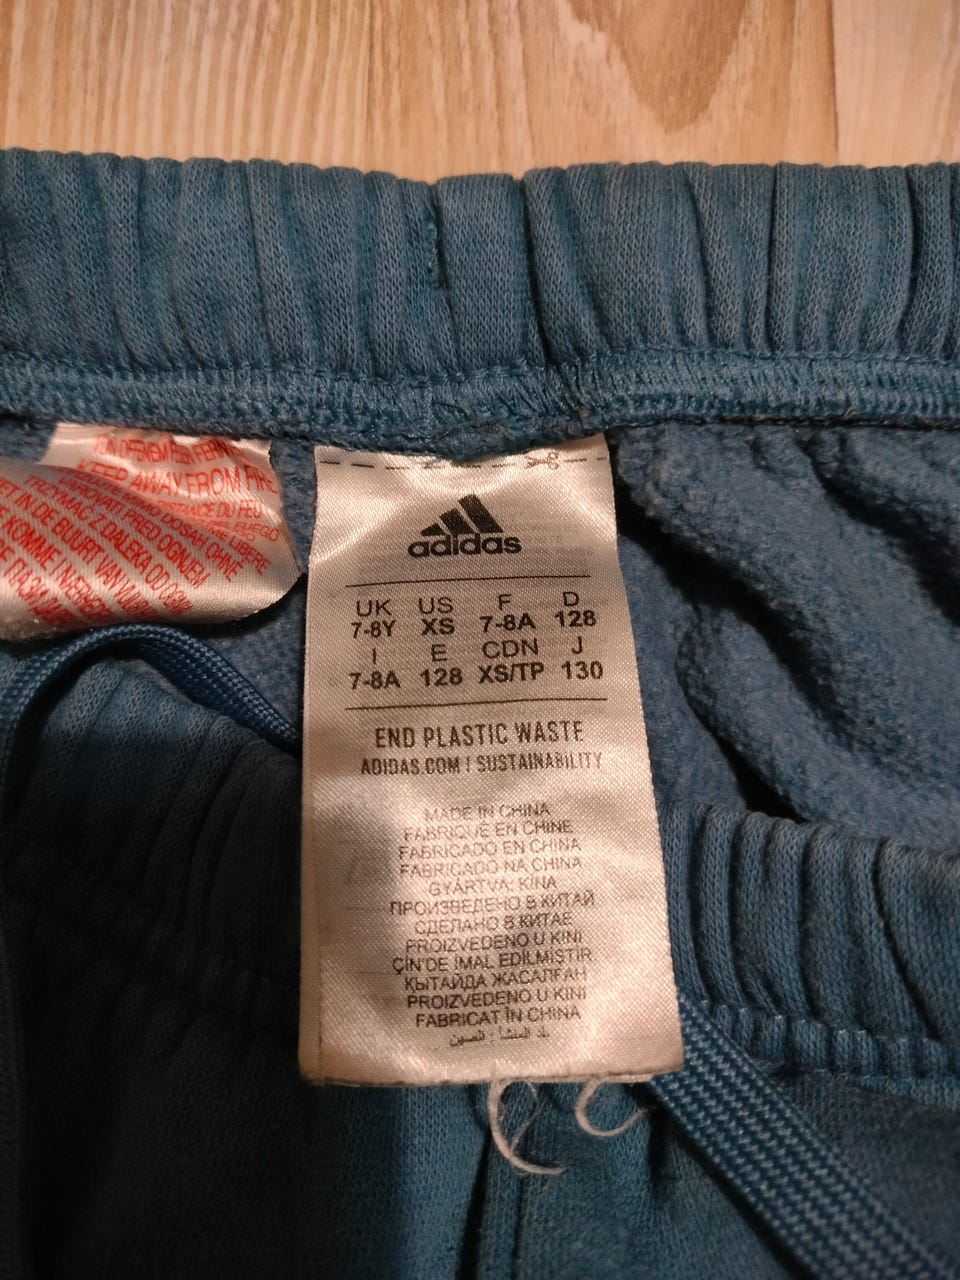 KEEP AWAY FROM FIRE
adidas
UK US F D
7-8Y XS 7-8A 128
I E CDN J
7-8A 128 XS/TP 130
END PLASTIC WASTE
ADIDAS.COM | SUSTAINABILITY
MADE IN CHINA
FABRIQUÉ EN CHINE
FABRICADO EN CHINA
FABRICADO NA CHINA
GYÁRTVA: KÍNA
ПРОИЗВЕДЕНО В КИТАЙ
СДЕЛАНО В КИТАЕ
PROIZVEDENO U KINI
ÇİN'DE İMAL EDİLMİŞTİR
ҚЫТАЙДА ЖАСАЛҒАН
PROIZVEDENO U KINI
FABRICAT ÎN CHINA
بلد المنشأ : الصين